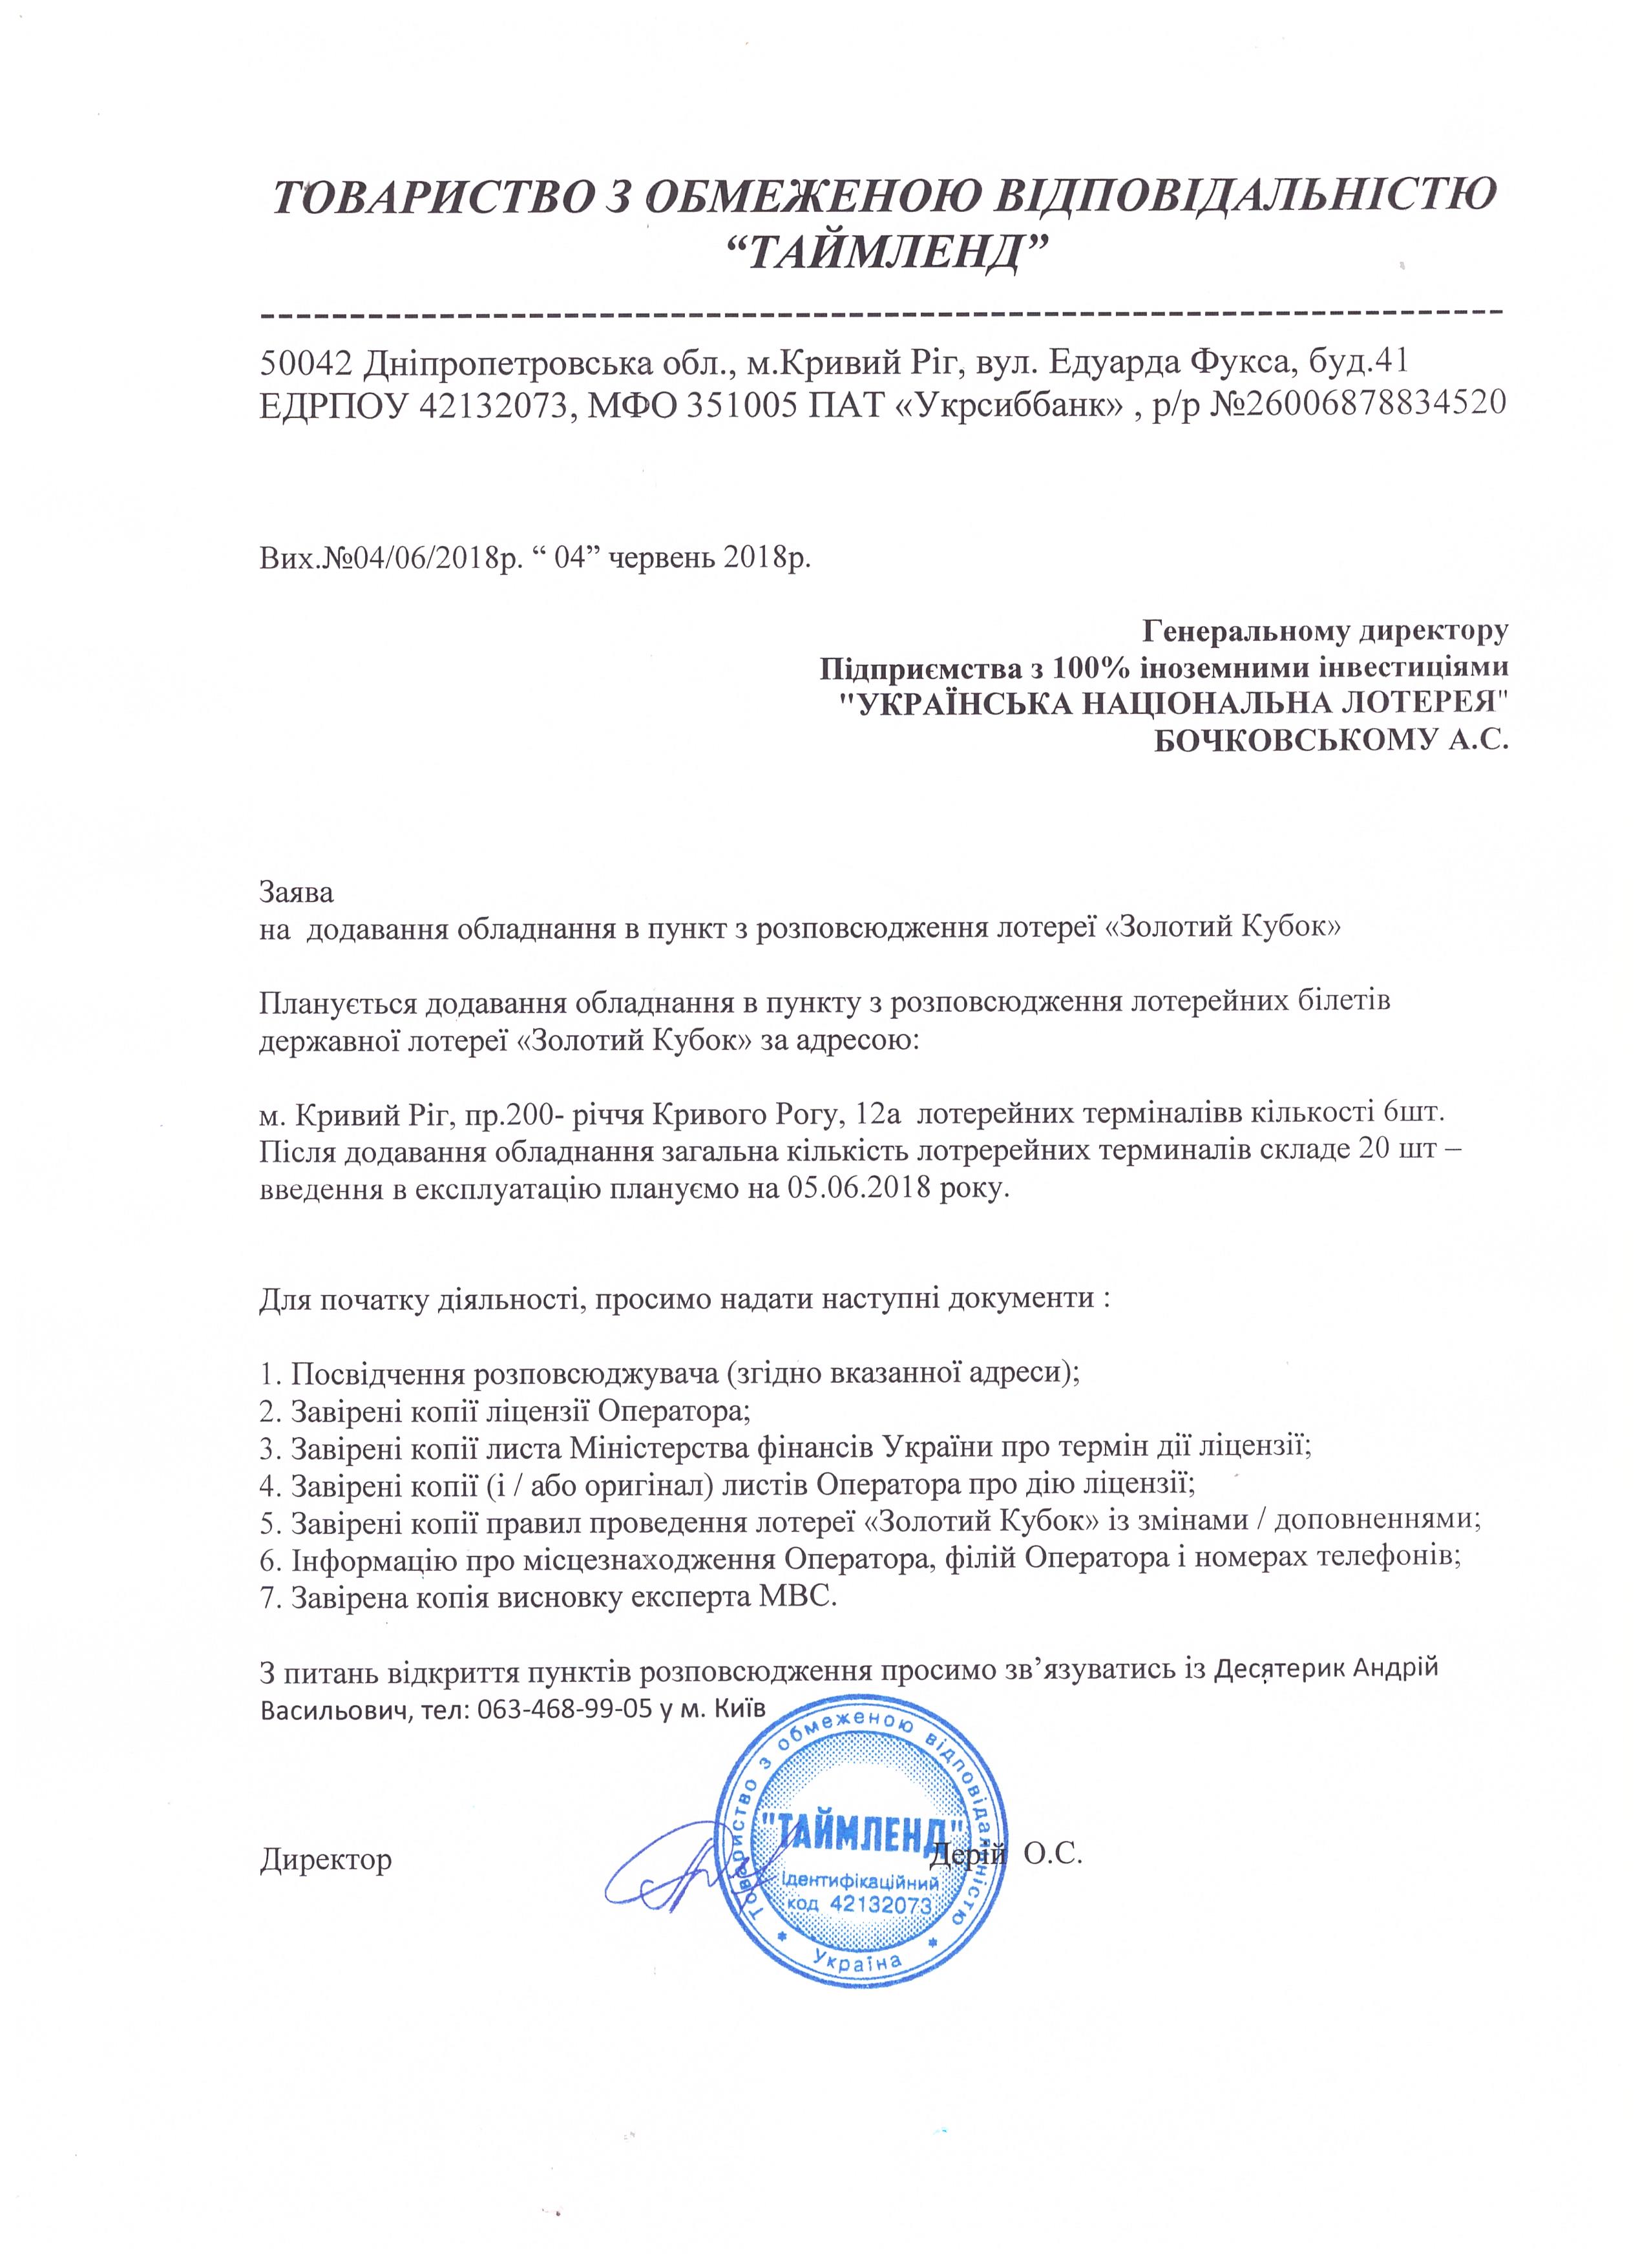 ТОВАРИСТВО З ОБМЕЖЕНОЮ ВІДПОВІДАЛЬНІСТЮ
“ТАЙМЛЕНД”
50042 Дніпропетровська обл., м.Кривий Ріг, вул. Едуарда Фукса, буд.41
ЕДРПОУ 42132073, МФО 351005 ПАТ «Укрсиббанк» , р/р №26006878834520
Вих.№04/06/2018р. “ 04” червень 2018р.
Генеральному директору
Підприємства з 100% іноземними інвестиціями
"УКРАЇНСЬКА НАЦІОНАЛЬНА ЛОТЕРЕЯ"
БОЧКОВСЬКОМУ А.С.
Заява
на додавання обладнання в пункт з розповсюдження лотереї «Золотий Кубок»
Планується додавання обладнання в пункту з розповсюдження лотерейних білетів
державної лотереї «Золотий Кубок» за адресою:
м. Кривий Ріг, пр.200- річчя Кривого Рогу, 12а лотерейних терміналівв кількості 6шт.
Після додавання обладнання загальна кількість лотререйних терминалів складе 20 шт –
введення в експлуатацію плануємо на 05.06.2018 року.
Для початку діяльності, просимо надати наступні документи :
1. Посвідчення розповсюджувача (згідно вказанної адреси);
2. Завірені копії ліцензії Оператора;
3. Завірені копії листа Міністерства фінансів України про термін дії ліцензії;
4. Завірені копії (і / або оригінал) листів Оператора про дію ліцензії;
5. Завірені копії правил проведення лотереї «Золотий Кубок» із змінами / доповненнями;
6. Інформацію про місцезнаходження Оператора, філій Оператора і номерах телефонів;
7. Завірена копія висновку експерта МВС.
З питань відкриття пунктів розповсюдження просимо зв’язуватись із Десятерик Андрій
Васильович, тел: 063-468-99-05 у м. Київ
Товариство з обмеженою відповідальністю
"ТАЙМЛЕНД"
Ідентифікаційний
код 42132073
* Україна *
Директор Дерій О.С.